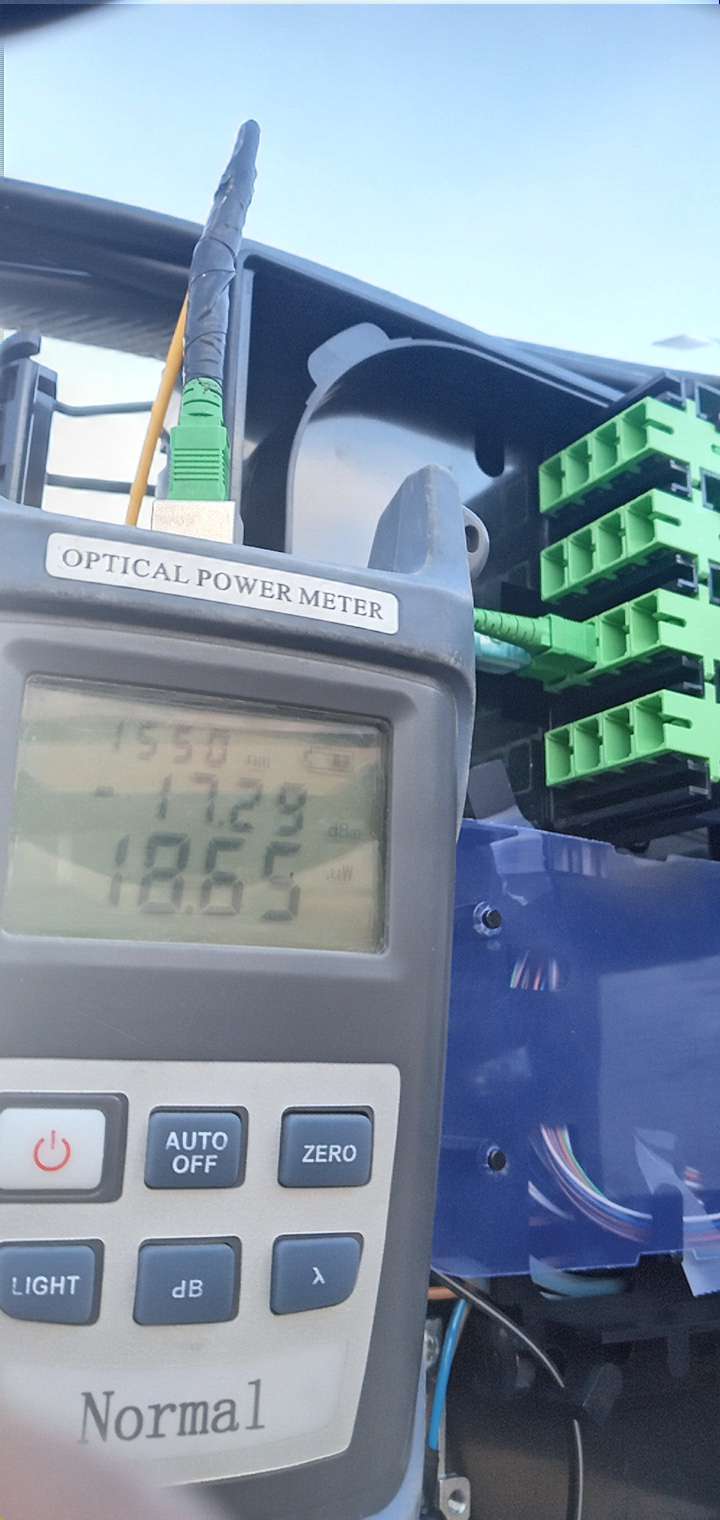 OPTICAL POWER METER
1550 nm
-17.29 dBm
18.65 uW
AUTO
OFF
ZERO
LIGHT
dB
λ
Normal